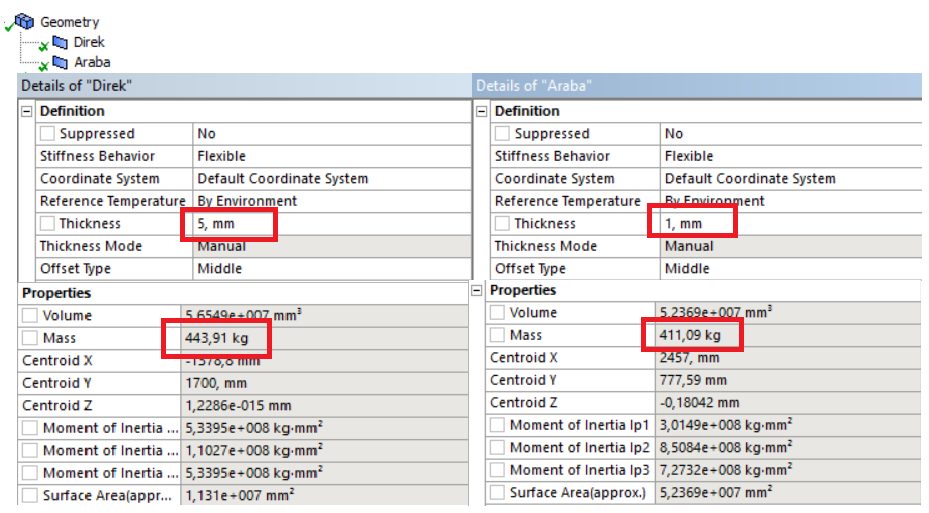 Geometry
Direk
Araba
Details of "Direk"
Definition
Suppressed No
Stiffness Behavior Flexible
Coordinate System Default Coordinate System
Reference Temperature By Environment
Thickness 5, mm
Thickness Mode Manual
Offset Type Middle
Properties
Volume 5,6549e+007 mm³
Mass 443,91 kg
Centroid X -1378,8 mm
Centroid Y 1700, mm
Centroid Z 1,2286e-015 mm
Moment of Inertia ... 5,3395e+008 kg·mm²
Moment of Inertia ... 1,1027e+008 kg·mm²
Moment of Inertia ... 5,3395e+008 kg·mm²
Surface Area(appr... 1,131e+007 mm²
Details of "Araba"
Definition
Suppressed No
Stiffness Behavior Flexible
Coordinate System Default Coordinate System
Reference Temperature By Environment
Thickness 1, mm
Thickness Mode Manual
Offset Type Middle
Properties
Volume 5,2369e+007 mm³
Mass 411,09 kg
Centroid X 2457, mm
Centroid Y 777,59 mm
Centroid Z -0,18042 mm
Moment of Inertia Ip1 3,0149e+008 kg·mm²
Moment of Inertia Ip2 8,5084e+008 kg·mm²
Moment of Inertia Ip3 7,2732e+008 kg·mm²
Surface Area(approx.) 5,2369e+007 mm²